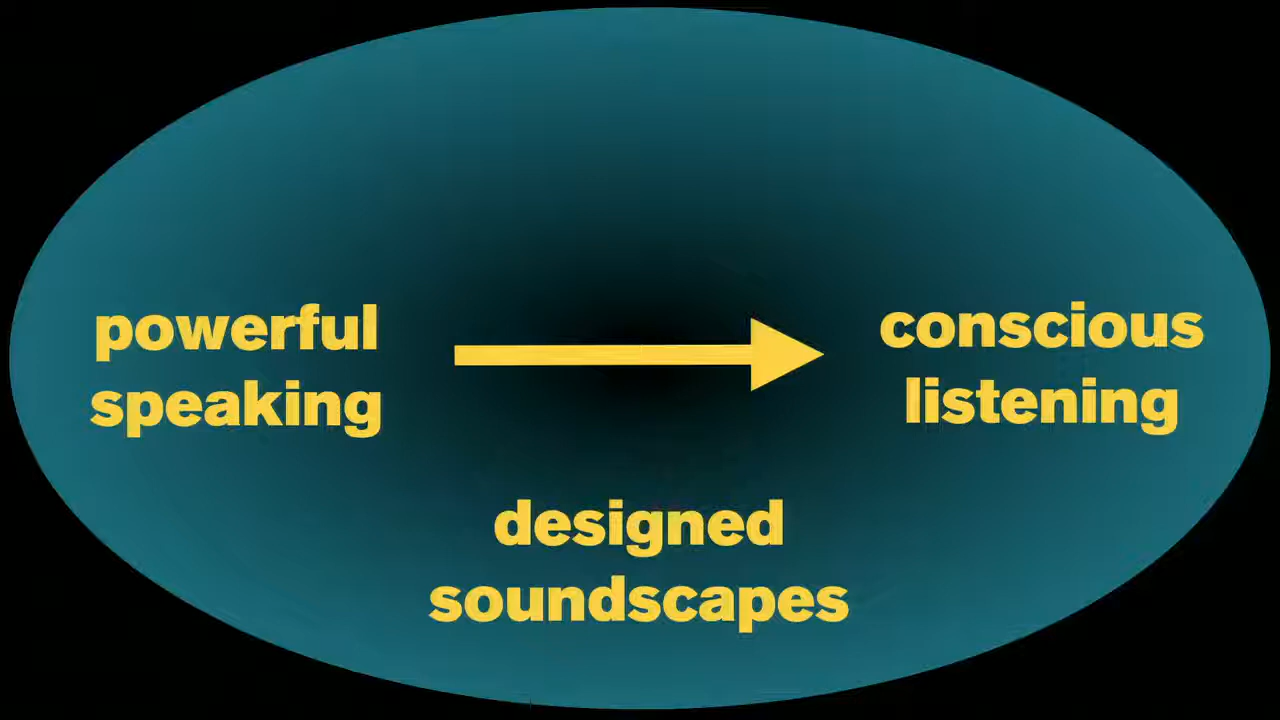 powerful
speaking
conscious
listening
designed
soundscapes